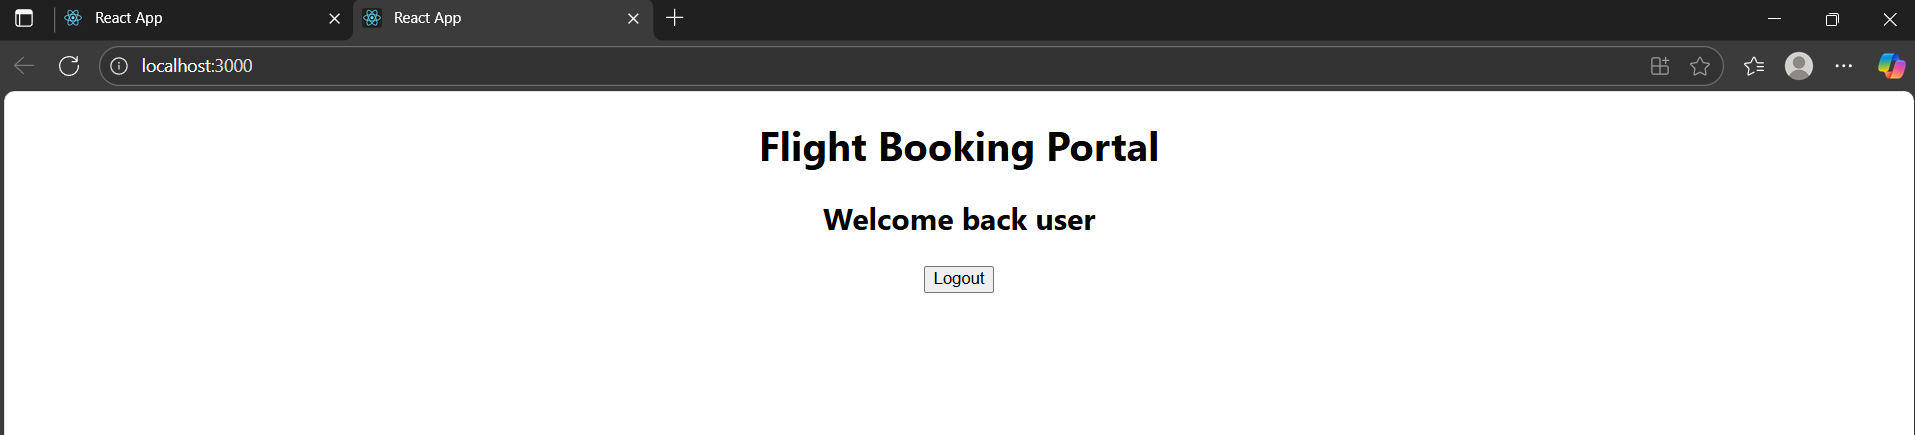 React App
React App
localhost:3000
Flight Booking Portal
Welcome back user
Logout